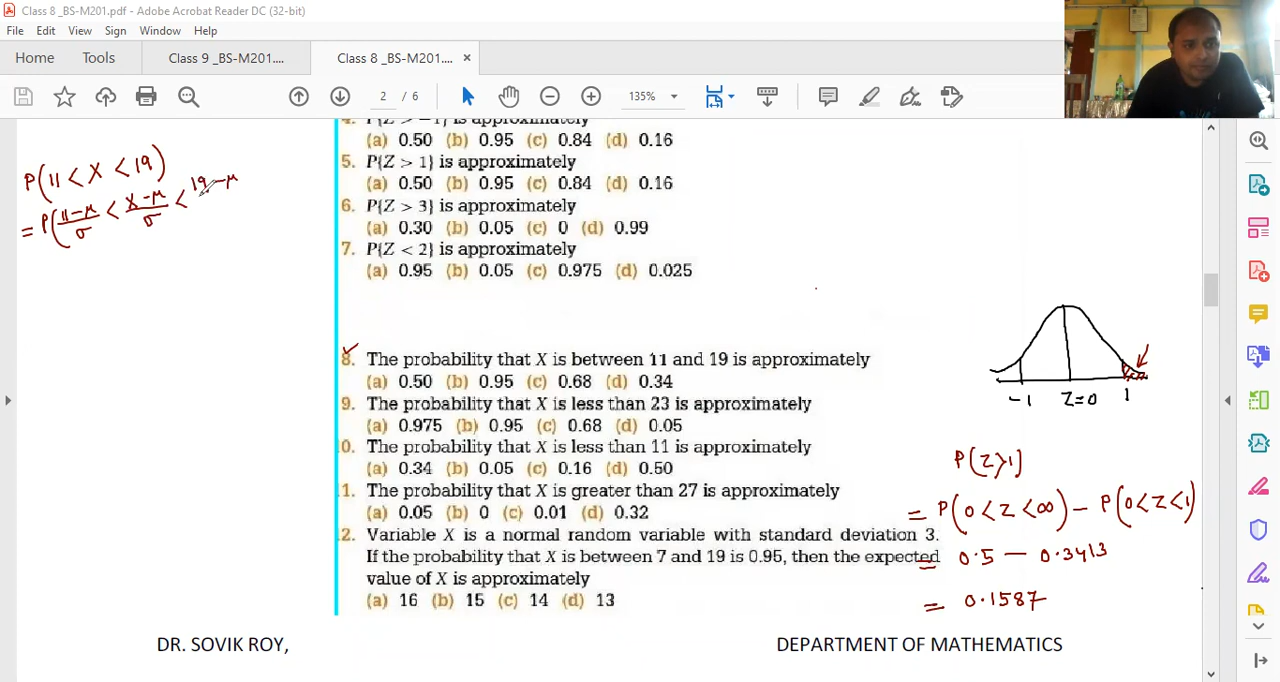 Class 8 _BS-M201.pdf - Adobe Acrobat Reader DC (32-bit)
File Edit View Sign Window Help
Home Tools Class 9 _BS-M201.... Class 8 _BS-M201.... ×
2 / 6 135%
4. P{Z > −1} is approximately
(a) 0.50 (b) 0.95 (c) 0.84 (d) 0.16
5. P{Z > 1} is approximately
(a) 0.50 (b) 0.95 (c) 0.84 (d) 0.16
6. P{Z > 3} is approximately
(a) 0.30 (b) 0.05 (c) 0 (d) 0.99
7. P{Z < 2} is approximately
(a) 0.95 (b) 0.05 (c) 0.975 (d) 0.025
P(11 < X < 19)
= P(11-μ/σ < X-μ/σ < 19-μ
8. The probability that X is between 11 and 19 is approximately
(a) 0.50 (b) 0.95 (c) 0.68 (d) 0.34
9. The probability that X is less than 23 is approximately
(a) 0.975 (b) 0.95 (c) 0.68 (d) 0.05
0. The probability that X is less than 11 is approximately
(a) 0.34 (b) 0.05 (c) 0.16 (d) 0.50
1. The probability that X is greater than 27 is approximately
(a) 0.05 (b) 0 (c) 0.01 (d) 0.32
2. Variable X is a normal random variable with standard deviation 3.
If the probability that X is between 7 and 19 is 0.95, then the expected
value of X is approximately
(a) 16 (b) 15 (c) 14 (d) 13
-1 Z=0 1
P(Z>1)
= P(0<Z<∞) - P(0<Z<1)
= 0.5 - 0.3413
= 0.1587
DR. SOVIK ROY, DEPARTMENT OF MATHEMATICS